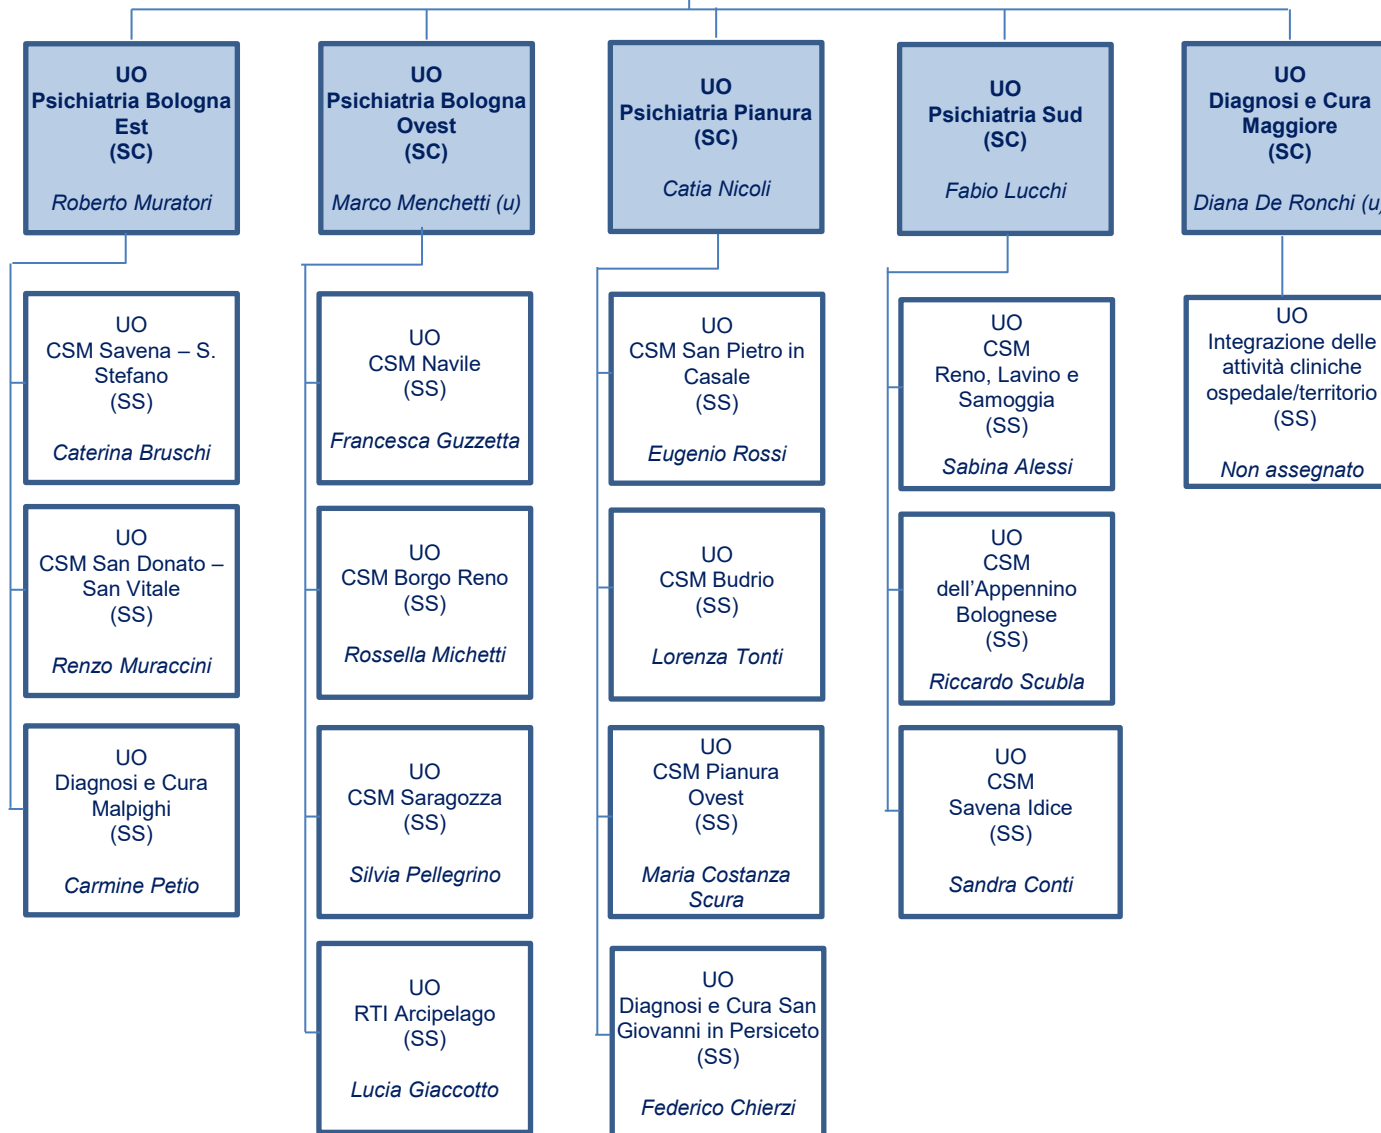 UO
Psichiatria Bologna
Est
(SC)
Roberto Muratori
UO
Psichiatria Bologna
Ovest
(SC)
Marco Menchetti (u)
UO
Psichiatria Pianura
(SC)
Catia Nicoli
UO
Psichiatria Sud
(SC)
Fabio Lucchi
UO
Diagnosi e Cura
Maggiore
(SC)
Diana De Ronchi (u)
UO
CSM Savena – S.
Stefano
(SS)
Caterina Bruschi
UO
CSM Navile
(SS)
Francesca Guzzetta
UO
CSM San Pietro in
Casale
(SS)
Eugenio Rossi
UO
CSM
Reno, Lavino e
Samoggia
(SS)
Sabina Alessi
UO
Integrazione delle
attività cliniche
ospedale/territorio
(SS)
Non assegnato
UO
CSM San Donato –
San Vitale
(SS)
Renzo Muraccini
UO
CSM Borgo Reno
(SS)
Rossella Michetti
UO
CSM Budrio
(SS)
Lorenza Tonti
UO
CSM
dell’Appennino
Bolognese
(SS)
Riccardo Scubla
UO
Diagnosi e Cura
Malpighi
(SS)
Carmine Petio
UO
CSM Saragozza
(SS)
Silvia Pellegrino
UO
CSM Pianura
Ovest
(SS)
Maria Costanza
Scura
UO
CSM
Savena Idice
(SS)
Sandra Conti
UO
RTI Arcipelago
(SS)
Lucia Giaccotto
UO
Diagnosi e Cura San
Giovanni in Persiceto
(SS)
Federico Chierzi